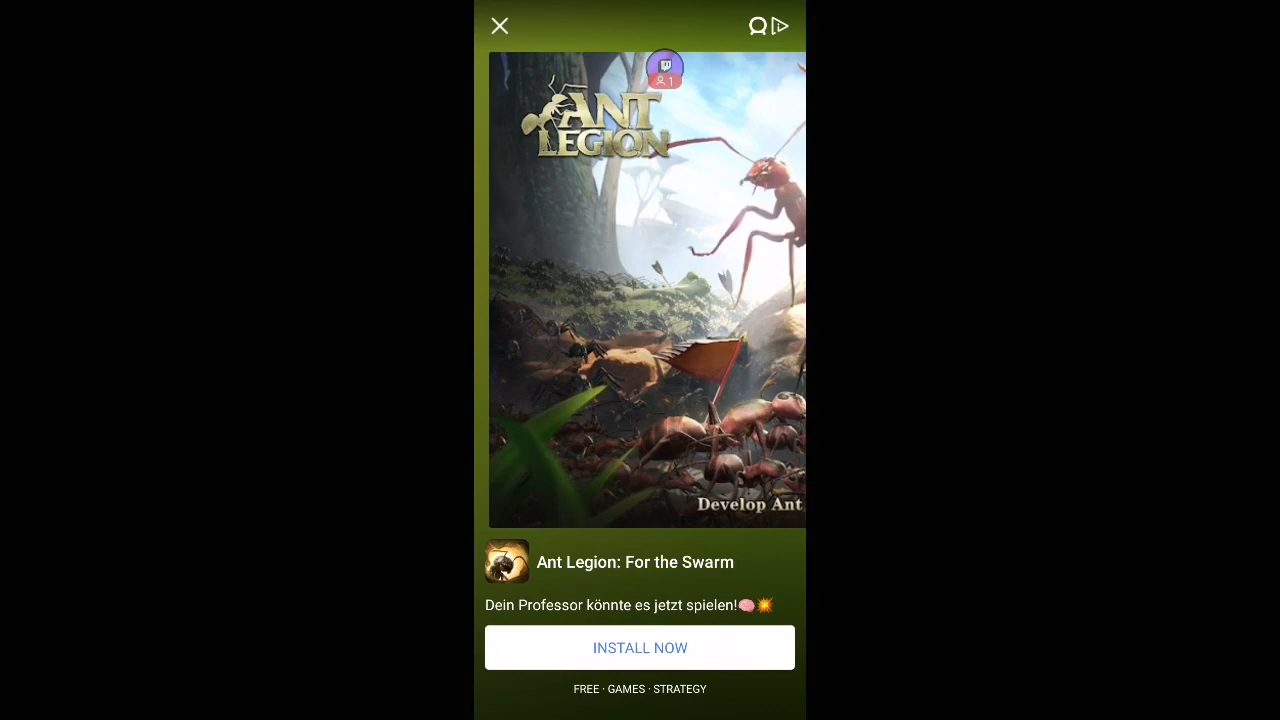 1
ANT
LEGION
Develop Ant
Ant Legion: For the Swarm
Dein Professor könnte es jetzt spielen!🧠💥
INSTALL NOW
FREE · GAMES · STRATEGY